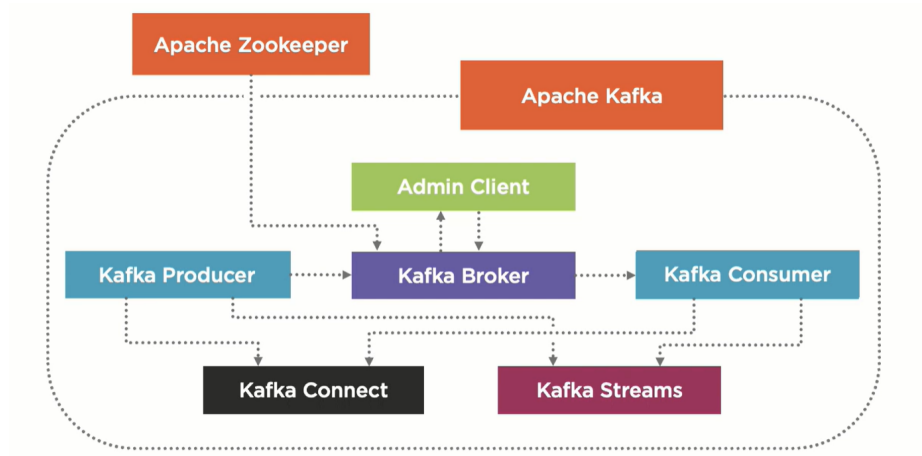 Apache Zookeeper
Apache Kafka
Admin Client
Kafka Producer
Kafka Broker
Kafka Consumer
Kafka Connect
Kafka Streams